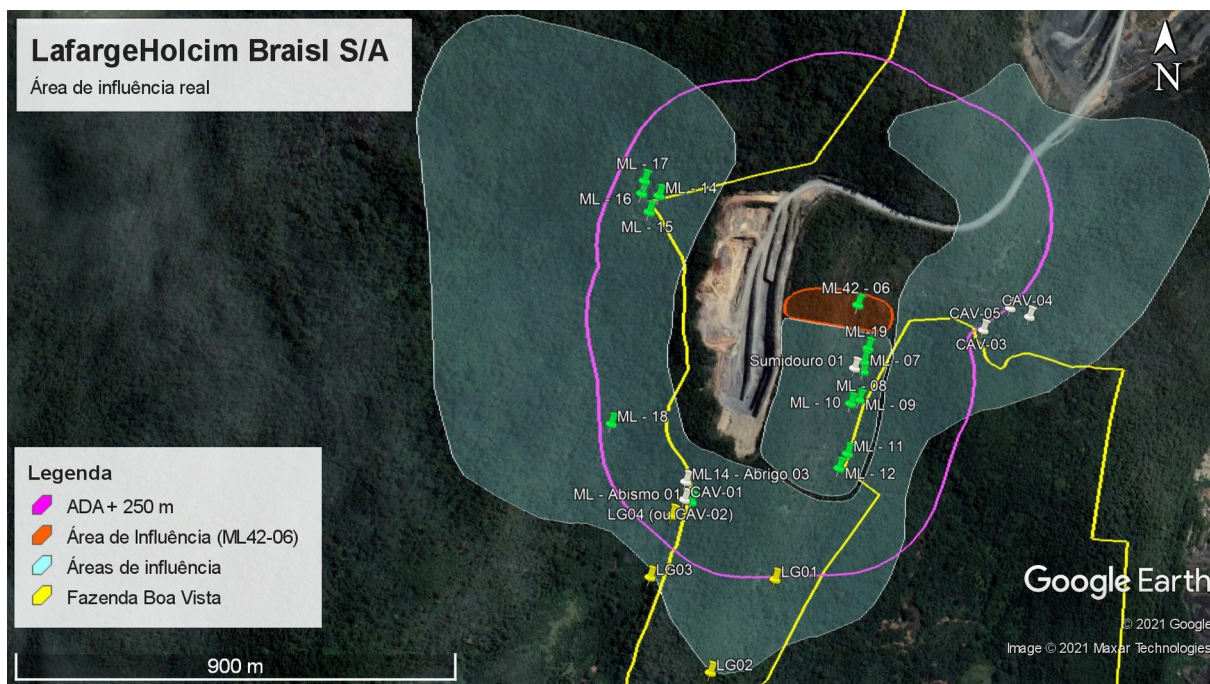 LafargeHolcim Braisl S/A
Área de influência real
N
ML - 17
ML - 14
ML - 16
ML - 15
ML42 - 06
CAV-04
CAV-05
CAV-03
ML-19
Sumidouro 01
ML - 07
ML - 08
ML - 10
ML - 09
ML - 18
ML - 11
ML - 12
ML14 - Abrigo 03
ML - Abismo 01
CAV-01
LG04 (ou CAV-02)
LG03
LG01
LG02
Legenda
ADA + 250 m
Área de Influência (ML42-06)
Áreas de influência
Fazenda Boa Vista
900 m
Google Earth
© 2021 Google
Image © 2021 Maxar Technologies